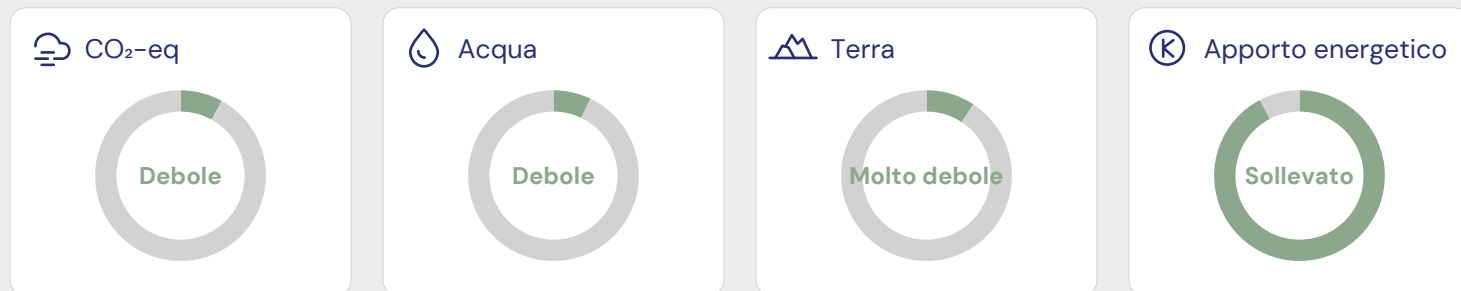 CO₂-eq
Debole
Acqua
Debole
Terra
Molto debole
Apporto energetico
Sollevato